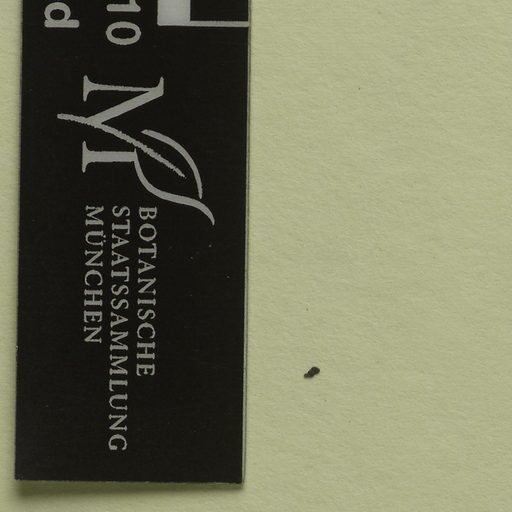 10
d
M
BOTANISCHE
STAATSSAMMLUNG
MÜNCHEN